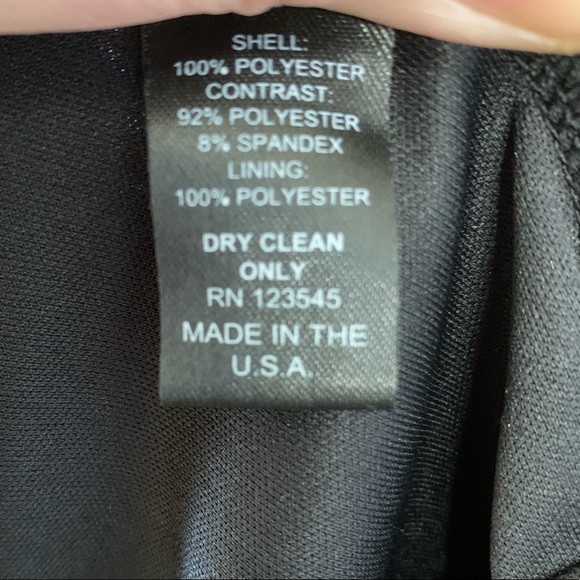 SHELL:
100% POLYESTER
CONTRAST:
92% POLYESTER
8% SPANDEX
LINING:
100% POLYESTER
DRY CLEAN
ONLY
RN 123545
MADE IN THE
U.S.A.